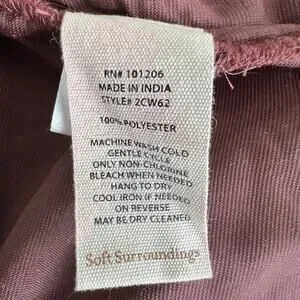 RN# 101206
MADE IN INDIA
STYLE# 2CW62
100% POLYESTER
MACHINE WASH COLD
GENTLE CYCLE
ONLY NON-CHLORINE
BLEACH WHEN NEEDED
HANG TO DRY
COOL IRON IF NEEDED
ON REVERSE
MAY BE DRY CLEANED
Soft Surroundings